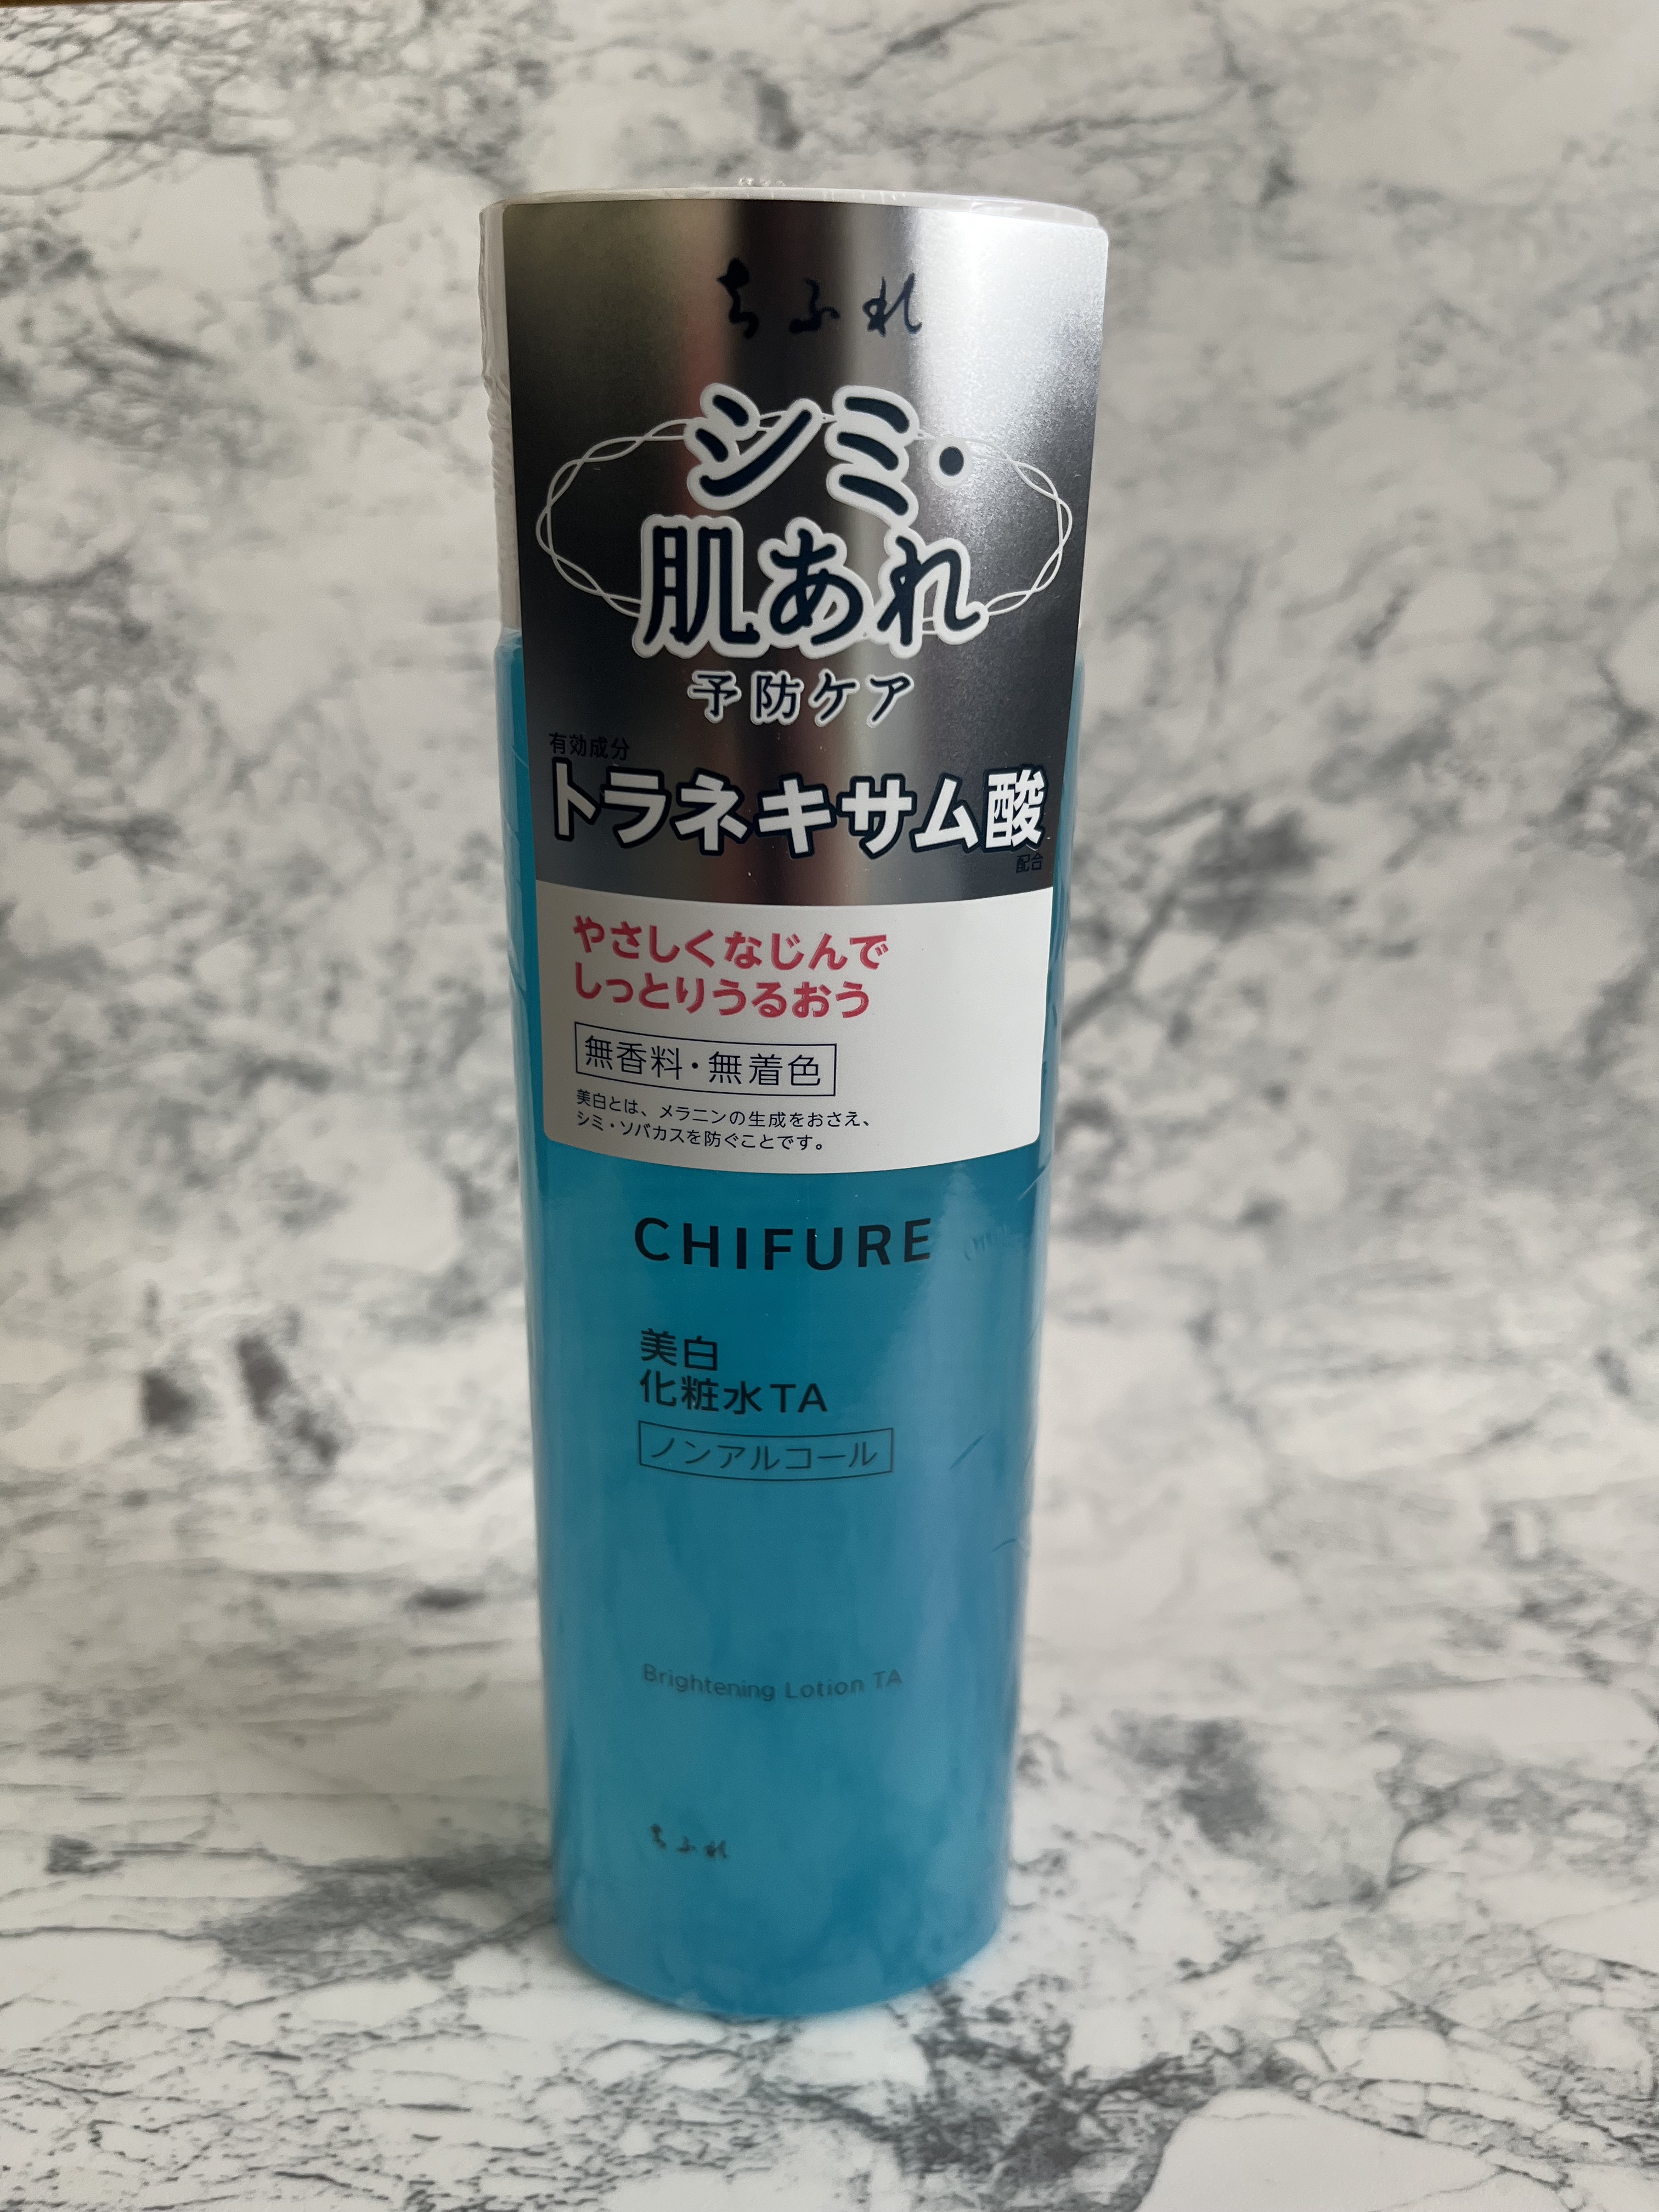 ちふれ
シミ・
肌あれ
予防ケア
有効成分
トラネキサム酸
配合
やさしくなじんで
しっとりうるおう
無香料・無着色
美白とは、メラニンの生成をおさえ、
シミ・ソバカスを防ぐことです。
CHIFURE
美白
化粧水TA
ノンアルコール
Brightening Lotion TA
ちふれ